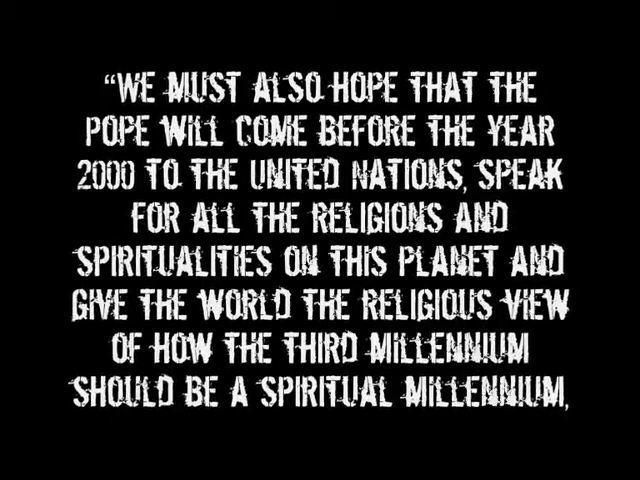 “WE MUST ALSO HOPE THAT THE
POPE WILL COME BEFORE THE YEAR
2000 TO THE UNITED NATIONS, SPEAK
FOR ALL THE RELIGIONS AND
SPIRITUALITIES ON THIS PLANET AND
GIVE THE WORLD THE RELIGIOUS VIEW
OF HOW THE THIRD MILLENNIUM
SHOULD BE A SPIRITUAL MILLENNIUM,